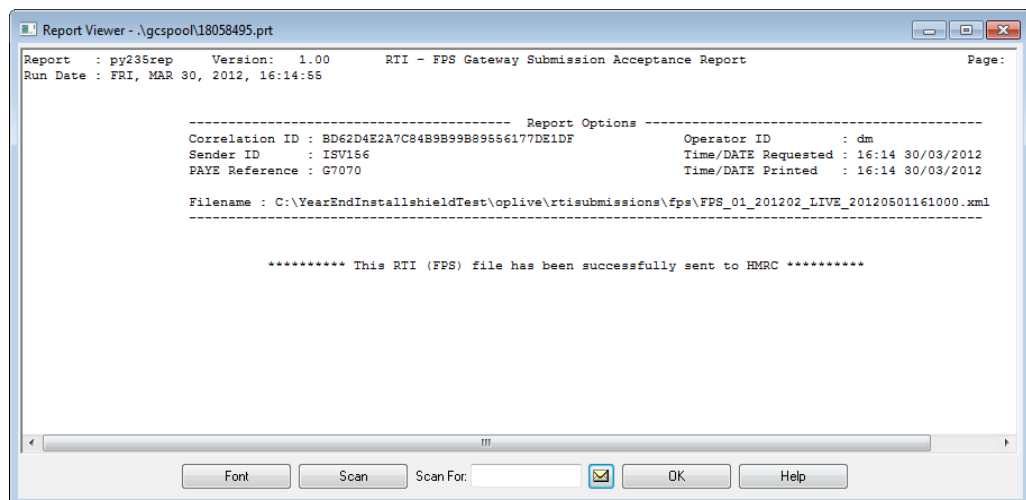 Report Viewer - .\gcspool\18058495.prt
Report   : py235rep     Version:   1.00       RTI - FPS Gateway Submission Acceptance Report                            Page:
Run Date : FRI, MAR 30, 2012, 16:14:55
----------------------------------------- Report Options -------------------------------------------
Correlation ID : BD62D4E2A7C84B9B99B89556177DE1DF              Operator ID         : dm
Sender ID      : ISV156                                        Time/DATE Requested : 16:14 30/03/2012
PAYE Reference : G7070                                         Time/DATE Printed   : 16:14 30/03/2012
Filename : C:\YearEndInstallshieldTest\oplive\rtisubmissions\fps\FPS_01_201202_LIVE_20120501161000.xml
----------------------------------------------------------------------------------------------------
********** This RTI (FPS) file has been successfully sent to HMRC **********
Font Scan Scan For: OK Help